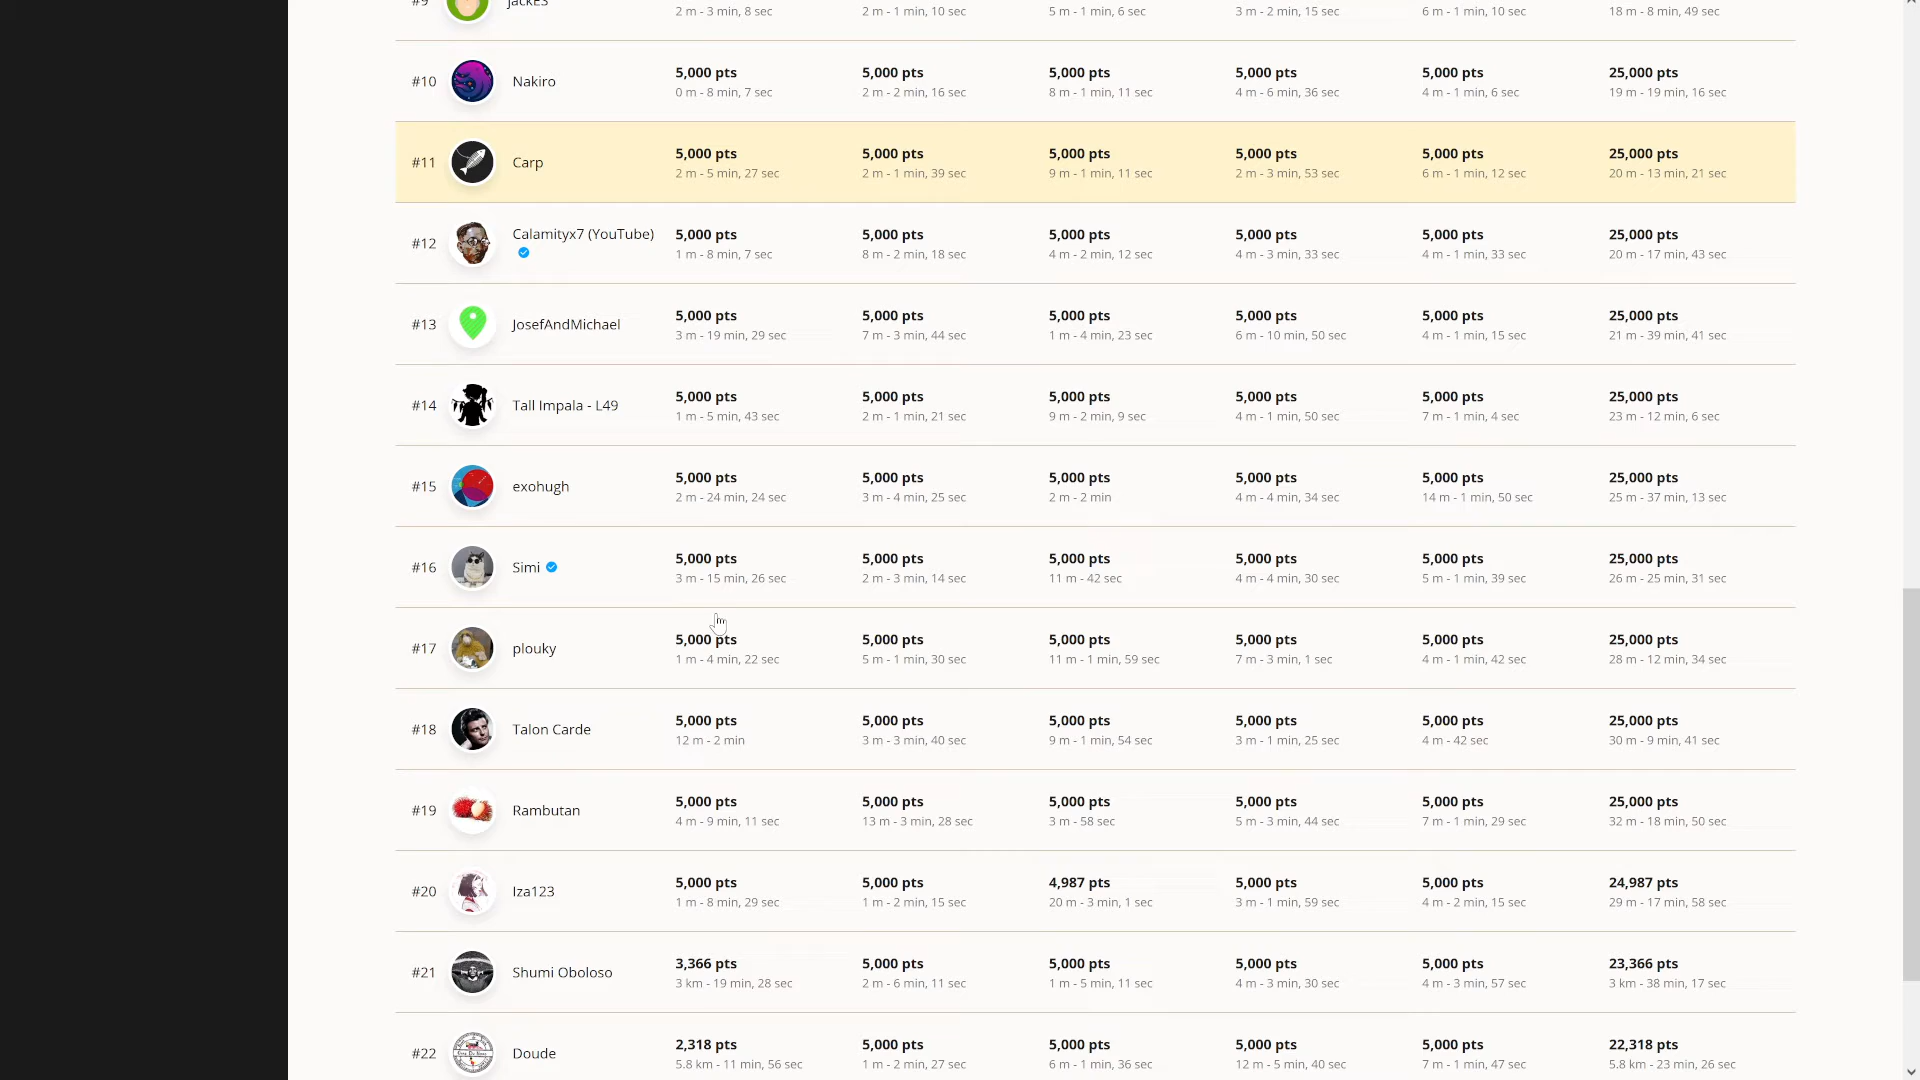 #9 JackES
2 m - 3 min, 8 sec 2 m - 1 min, 10 sec 5 m - 1 min, 6 sec 3 m - 2 min, 15 sec 6 m - 1 min, 10 sec 18 m - 8 min, 49 sec
#10 Nakiro 5,000 pts 5,000 pts 5,000 pts 5,000 pts 5,000 pts 25,000 pts
0 m - 8 min, 7 sec 2 m - 2 min, 16 sec 8 m - 1 min, 11 sec 4 m - 6 min, 36 sec 4 m - 1 min, 6 sec 19 m - 19 min, 16 sec
#11 Carp 5,000 pts 5,000 pts 5,000 pts 5,000 pts 5,000 pts 25,000 pts
2 m - 5 min, 27 sec 2 m - 1 min, 39 sec 9 m - 1 min, 11 sec 2 m - 3 min, 53 sec 6 m - 1 min, 12 sec 20 m - 13 min, 21 sec
#12 Calamityx7 (YouTube) 5,000 pts 5,000 pts 5,000 pts 5,000 pts 5,000 pts 25,000 pts
1 m - 8 min, 7 sec 8 m - 2 min, 18 sec 4 m - 2 min, 12 sec 4 m - 3 min, 33 sec 4 m - 1 min, 33 sec 20 m - 17 min, 43 sec
#13 JosefAndMichael 5,000 pts 5,000 pts 5,000 pts 5,000 pts 5,000 pts 25,000 pts
3 m - 19 min, 29 sec 7 m - 3 min, 44 sec 1 m - 4 min, 23 sec 6 m - 10 min, 50 sec 4 m - 1 min, 15 sec 21 m - 39 min, 41 sec
#14 Tall Impala - L49 5,000 pts 5,000 pts 5,000 pts 5,000 pts 5,000 pts 25,000 pts
1 m - 5 min, 43 sec 2 m - 1 min, 21 sec 9 m - 2 min, 9 sec 4 m - 1 min, 50 sec 7 m - 1 min, 4 sec 23 m - 12 min, 6 sec
#15 exohugh 5,000 pts 5,000 pts 5,000 pts 5,000 pts 5,000 pts 25,000 pts
2 m - 24 min, 24 sec 3 m - 4 min, 25 sec 2 m - 2 min 4 m - 4 min, 34 sec 14 m - 1 min, 50 sec 25 m - 37 min, 13 sec
#16 Simi 5,000 pts 5,000 pts 5,000 pts 5,000 pts 5,000 pts 25,000 pts
3 m - 15 min, 26 sec 2 m - 3 min, 14 sec 11 m - 42 sec 4 m - 4 min, 30 sec 5 m - 1 min, 39 sec 26 m - 25 min, 31 sec
#17 plouky 5,000 pts 5,000 pts 5,000 pts 5,000 pts 5,000 pts 25,000 pts
1 m - 4 min, 22 sec 5 m - 1 min, 30 sec 11 m - 1 min, 59 sec 7 m - 3 min, 1 sec 4 m - 1 min, 42 sec 28 m - 12 min, 34 sec
#18 Talon Carde 5,000 pts 5,000 pts 5,000 pts 5,000 pts 5,000 pts 25,000 pts
12 m - 2 min 3 m - 3 min, 40 sec 9 m - 1 min, 54 sec 3 m - 1 min, 25 sec 4 m - 42 sec 30 m - 9 min, 41 sec
#19 Rambutan 5,000 pts 5,000 pts 5,000 pts 5,000 pts 5,000 pts 25,000 pts
4 m - 9 min, 11 sec 13 m - 3 min, 28 sec 3 m - 58 sec 5 m - 3 min, 44 sec 7 m - 1 min, 29 sec 32 m - 18 min, 50 sec
#20 Iza123 5,000 pts 5,000 pts 4,987 pts 5,000 pts 5,000 pts 24,987 pts
1 m - 8 min, 29 sec 1 m - 2 min, 15 sec 20 m - 3 min, 1 sec 3 m - 1 min, 59 sec 4 m - 2 min, 15 sec 29 m - 17 min, 58 sec
#21 Shumi Oboloso 3,366 pts 5,000 pts 5,000 pts 5,000 pts 5,000 pts 23,366 pts
3 km - 19 min, 28 sec 2 m - 6 min, 11 sec 1 m - 5 min, 11 sec 4 m - 3 min, 30 sec 4 m - 3 min, 57 sec 3 km - 38 min, 17 sec
#22 Doude 2,318 pts 5,000 pts 5,000 pts 5,000 pts 5,000 pts 22,318 pts
5.8 km - 11 min, 56 sec 1 m - 2 min, 27 sec 6 m - 1 min, 36 sec 12 m - 5 min, 40 sec 7 m - 1 min, 47 sec 5.8 km - 23 min, 26 sec